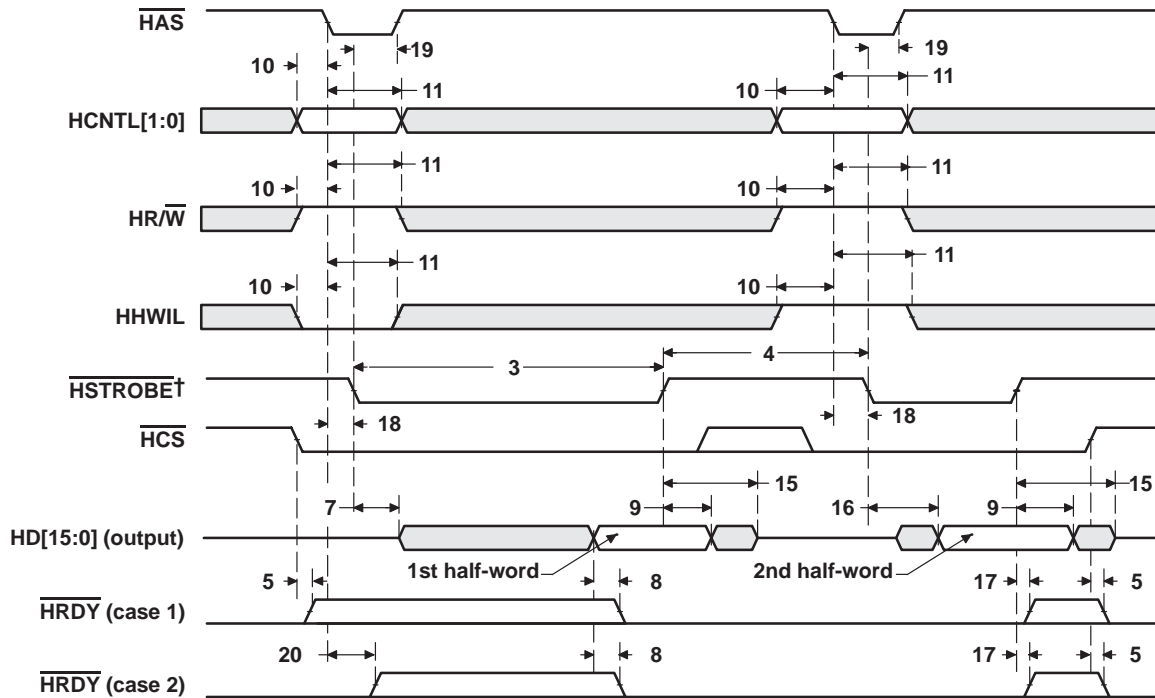 HAS
19
19
10
11
10
11
HCNTL[1:0]
11
11
10
10
HR/W
11
11
10
10
HHWIL
3
4
HSTROBE†
18
18
HCS
15
15
7
9
16
9
HD[15:0] (output)
1st half-word
2nd half-word
5
8
17
5
HRDY (case 1)
20
8
17
5
HRDY (case 2)